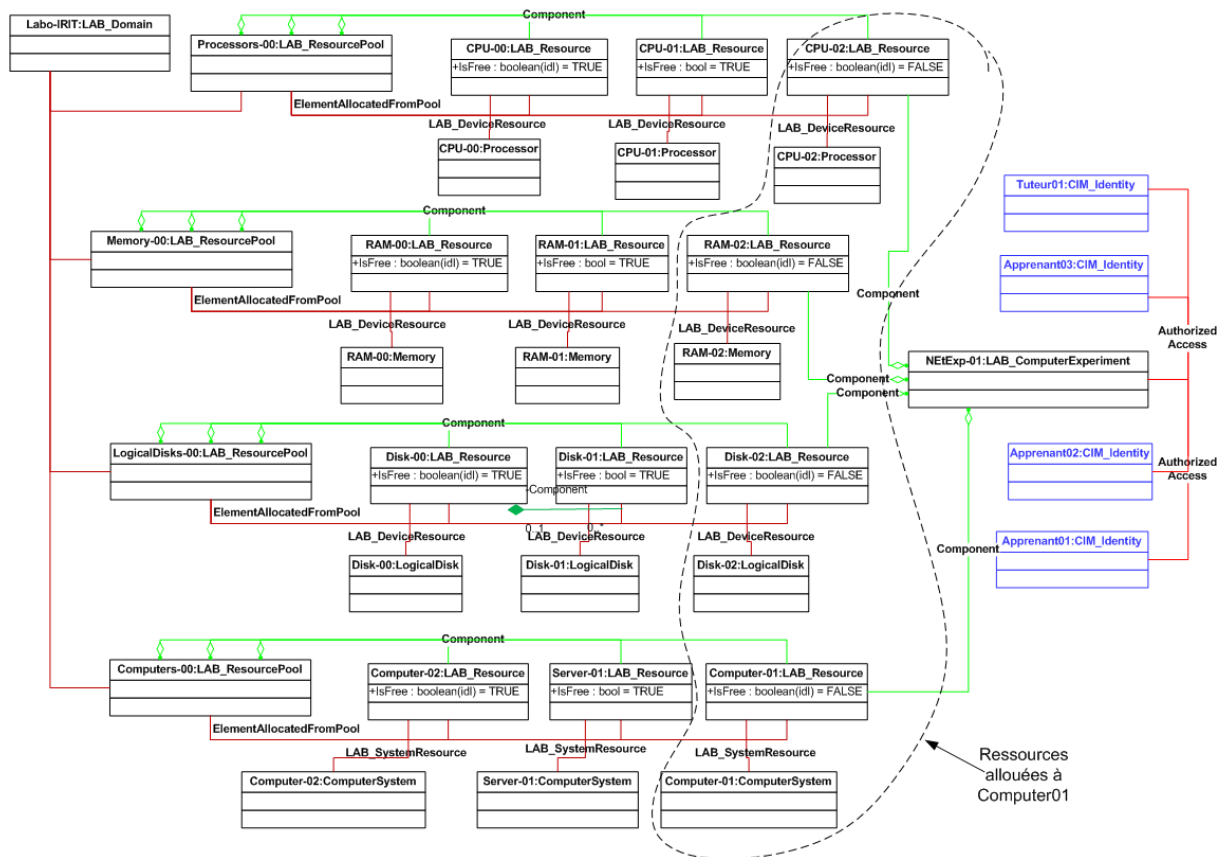 Labo-IRIT:LAB_Domain
Component
Processors-00:LAB_ResourcePool
CPU-00:LAB_Resource
+IsFree : boolean(idl) = TRUE
CPU-01:LAB_Resource
+IsFree : bool = TRUE
CPU-02:LAB_Resource
+IsFree : boolean(idl) = FALSE
ElementAllocatedFromPool
LAB_DeviceResource
LAB_DeviceResource
LAB_DeviceResource
CPU-00:Processor
CPU-01:Processor
CPU-02:Processor
Tuteur01:CIM_Identity
Component
Memory-00:LAB_ResourcePool
RAM-00:LAB_Resource
+IsFree : boolean(idl) = TRUE
RAM-01:LAB_Resource
+IsFree : bool = TRUE
RAM-02:LAB_Resource
+IsFree : boolean(idl) = FALSE
Apprenant03:CIM_Identity
ElementAllocatedFromPool
Component
LAB_DeviceResource
LAB_DeviceResource
LAB_DeviceResource
Authorized
Access
RAM-00:Memory
RAM-01:Memory
RAM-02:Memory
NEtExp-01:LAB_ComputerExperiment
Component
Component
Component
LogicalDisks-00:LAB_ResourcePool
Disk-00:LAB_Resource
+IsFree : boolean(idl) = TRUE
Disk-01:LAB_Resource
+IsFree : bool = TRUE
Disk-02:LAB_Resource
+IsFree : boolean(idl) = FALSE
Apprenant02:CIM_Identity
Authorized
Access
-Component
0..1
0..*
ElementAllocatedFromPool
LAB_DeviceResource
LAB_DeviceResource
LAB_DeviceResource
Apprenant01:CIM_Identity
Component
Disk-00:LogicalDisk
Disk-01:LogicalDisk
Disk-02:LogicalDisk
Component
Computers-00:LAB_ResourcePool
Computer-02:LAB_Resource
+IsFree : boolean(idl) = TRUE
Server-01:LAB_Resource
+IsFree : bool = TRUE
Computer-01:LAB_Resource
+IsFree : boolean(idl) = FALSE
ElementAllocatedFromPool
LAB_SystemResource
LAB_SystemResource
LAB_SystemResource
Computer-02:ComputerSystem
Server-01:ComputerSystem
Computer-01:ComputerSystem
Ressources
allouées à
Computer01